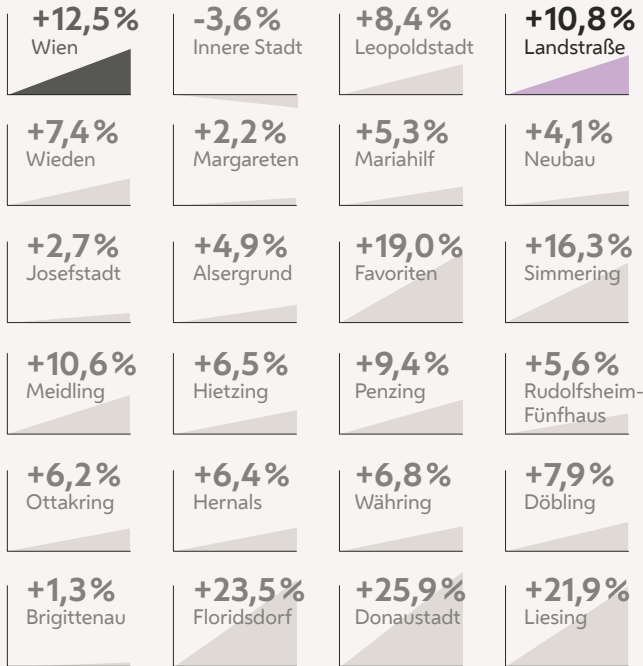 +12,5 %
Wien
-3,6 %
Innere Stadt
+8,4 %
Leopoldstadt
+10,8 %
Landstraße
+7,4 %
Wieden
+2,2 %
Margareten
+5,3 %
Mariahilf
+4,1 %
Neubau
+2,7 %
Josefstadt
+4,9 %
Alsergrund
+19,0 %
Favoriten
+16,3 %
Simmering
+10,6 %
Meidling
+6,5 %
Hietzing
+9,4 %
Penzing
+5,6 %
Rudolfsheim-
Fünfhaus
+6,2 %
Ottakring
+6,4 %
Hernals
+6,8 %
Währing
+7,9 %
Döbling
+1,3 %
Brigittenau
+23,5 %
Floridsdorf
+25,9 %
Donaustadt
+21,9 %
Liesing